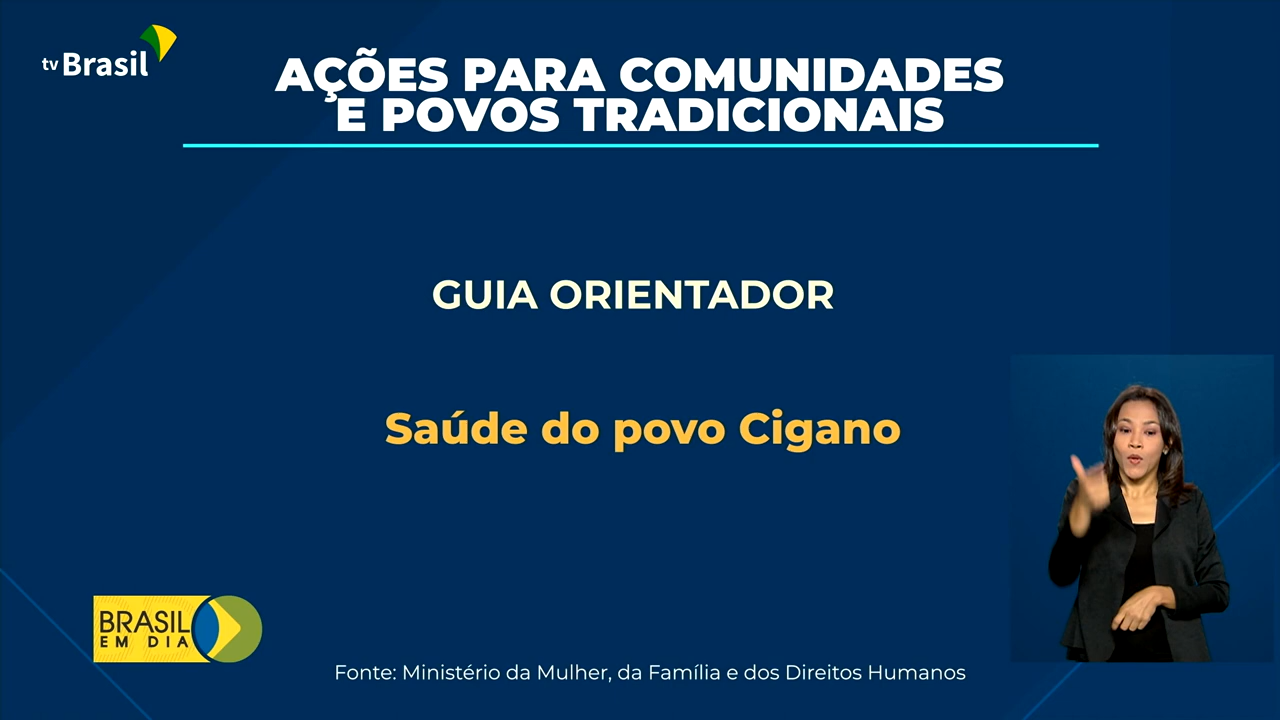 tv Brasil
AÇÕES PARA COMUNIDADES
E POVOS TRADICIONAIS
GUIA ORIENTADOR
Saúde do povo Cigano
BRASIL
EM DIA
Fonte: Ministério da Mulher, da Família e dos Direitos Humanos